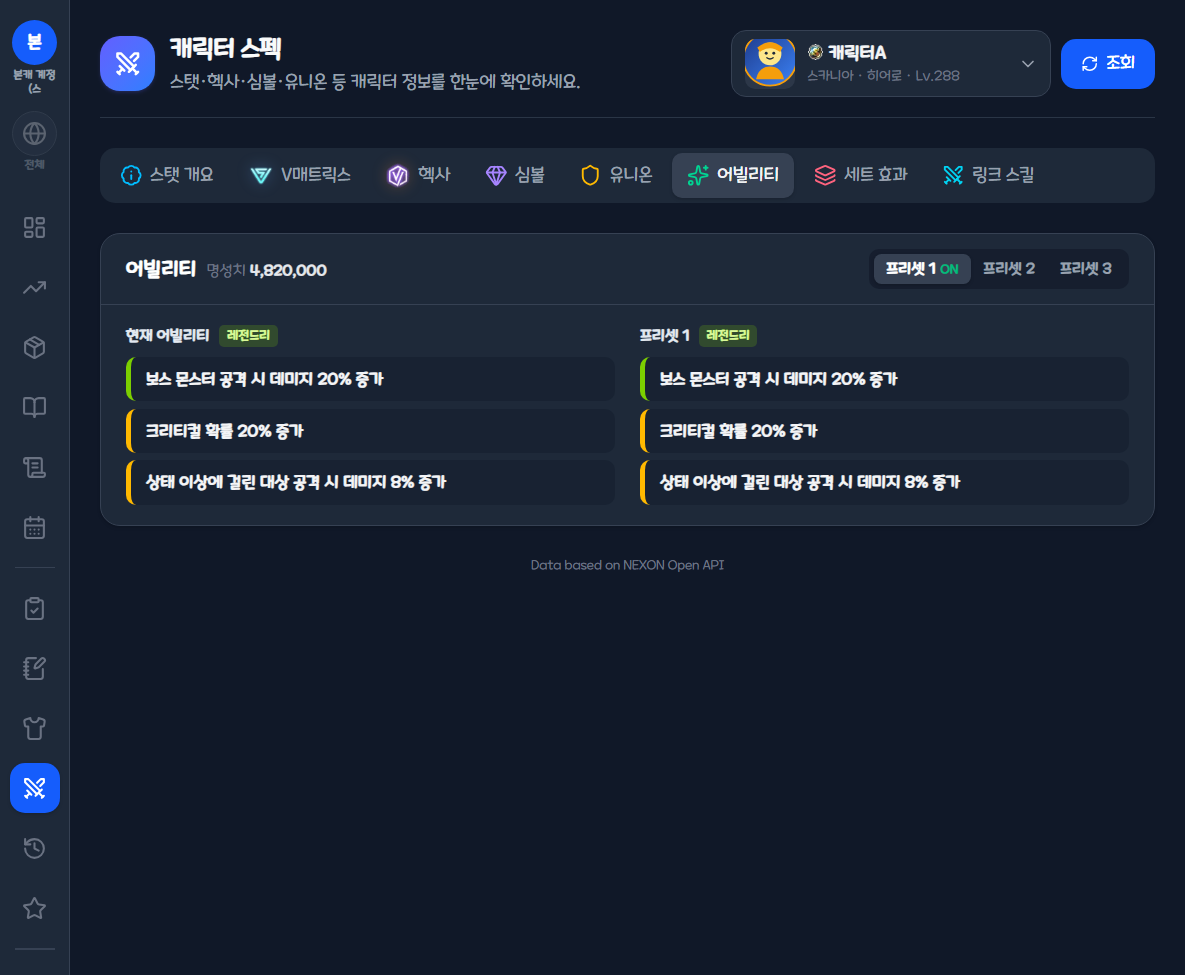 본
본캐 계정
(스
전체
캐릭터 스펙
스탯·헥사·심볼·유니온 등 캐릭터 정보를 한눈에 확인하세요.
캐릭터A
스카니아 · 히어로 · Lv.288
조회
스탯 개요
V매트릭스
헥사
심볼
유니온
어빌리티
세트 효과
링크 스킬
어빌리티 명성치 4,820,000
프리셋 1 ON
프리셋 2
프리셋 3
현재 어빌리티 레전드리
보스 몬스터 공격 시 데미지 20% 증가
크리티컬 확률 20% 증가
상태 이상에 걸린 대상 공격 시 데미지 8% 증가
프리셋 1 레전드리
보스 몬스터 공격 시 데미지 20% 증가
크리티컬 확률 20% 증가
상태 이상에 걸린 대상 공격 시 데미지 8% 증가
Data based on NEXON Open API